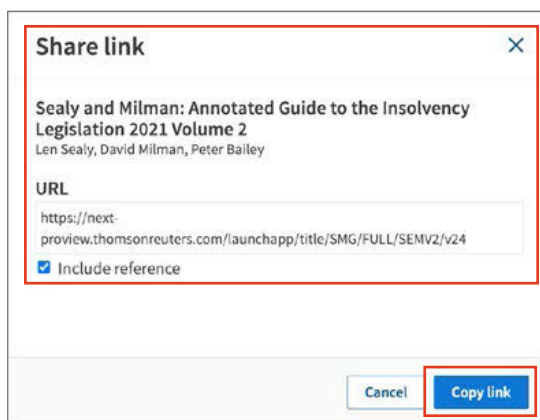 Share link
Sealy and Milman: Annotated Guide to the Insolvency
Legislation 2021 Volume 2
Len Sealy, David Milman, Peter Bailey
URL
https://next-
proview.thomsonreuters.com/launchapp/title/SMG/FULL/SEMV2/v24
Include reference
Cancel
Copy link